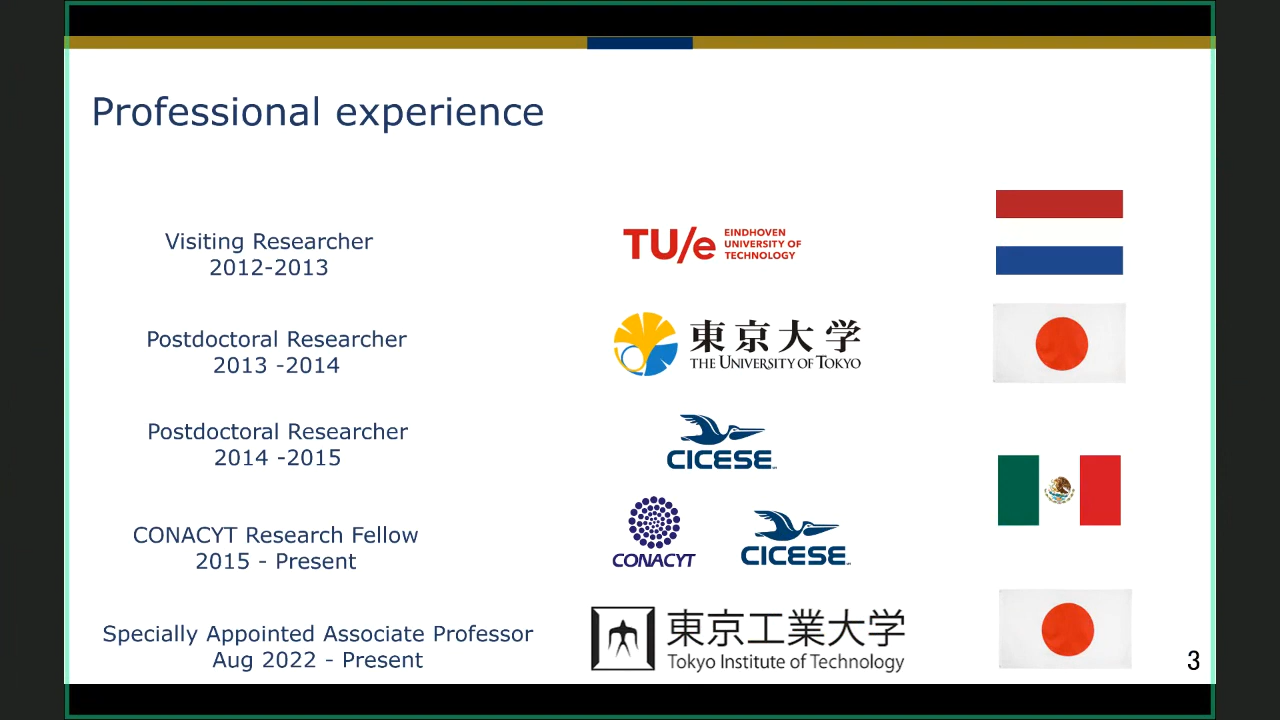 Professional experience
Visiting Researcher
2012-2013
TU/e
EINDHOVEN
UNIVERSITY OF
TECHNOLOGY
Postdoctoral Researcher
2013 -2014
東京大学
THE UNIVERSITY OF TOKYO
Postdoctoral Researcher
2014 -2015
CICESE
CONACYT Research Fellow
2015 - Present
CONACYT
CICESE
Specially Appointed Associate Professor
Aug 2022 - Present
東京工業大学
Tokyo Institute of Technology
3